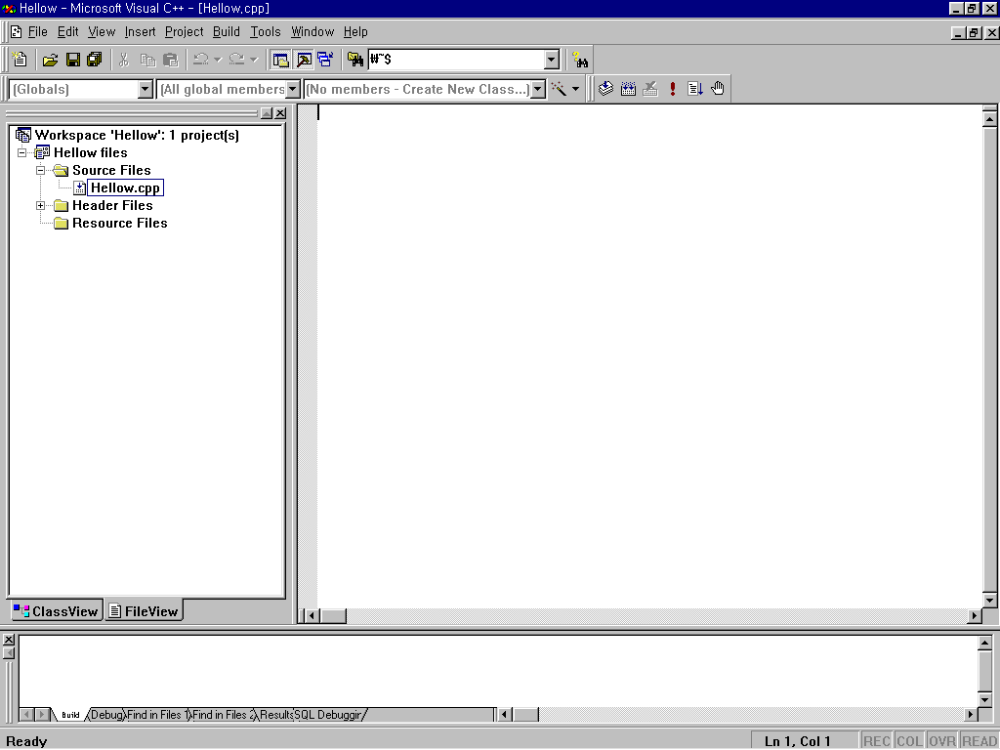 Hellow - Microsoft Visual C++ - [Hellow.cpp]
File Edit View Insert Project Build Tools Window Help
₩~$
(Globals) (All global members (No members - Create New Class...)
Workspace 'Hellow': 1 project(s)
Hellow files
Source Files
Hellow.cpp
Header Files
Resource Files
ClassView FileView
Build Debug Find in Files 1 Find in Files 2 Results SQL Debuggin
Ready Ln 1, Col 1 REC COL OVR READ